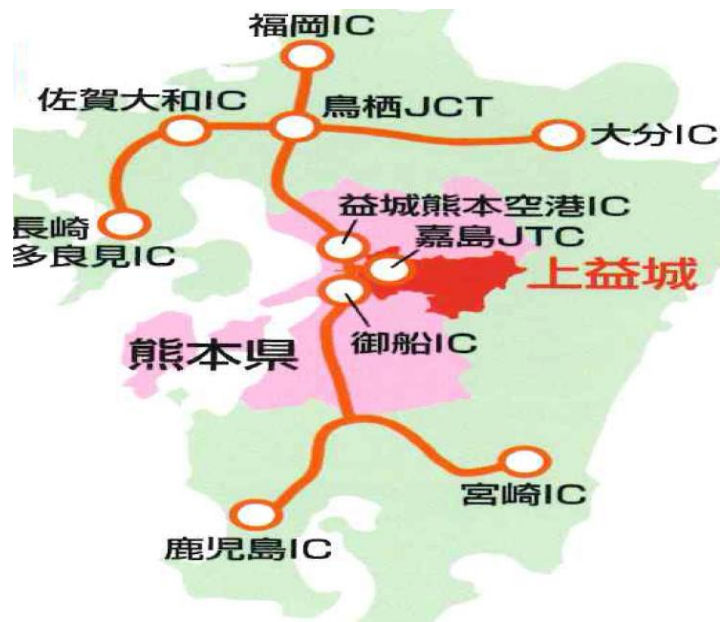 福岡IC
佐賀大和IC
鳥栖JCT
大分IC
長崎
多良見IC
益城熊本空港IC
嘉島JTC
上益城
御船IC
熊本県
宮崎IC
鹿児島IC